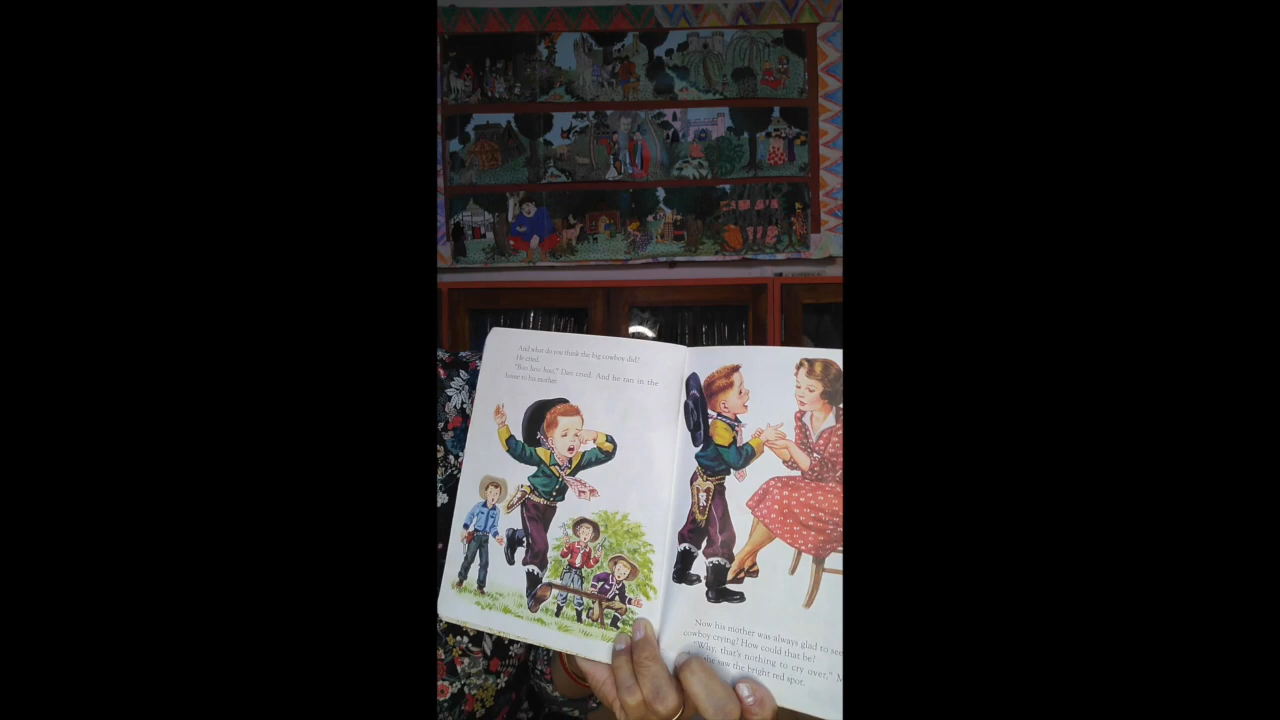 And what do you think the big cowboy did?
He cried.
"Boo hoo hoo," Dan cried. And he ran in the
house to his mother.
Now his mother was always glad to see
cowboy crying? How could that be?
"Why, that's nothing to cry over," M
she saw the bright red spot.